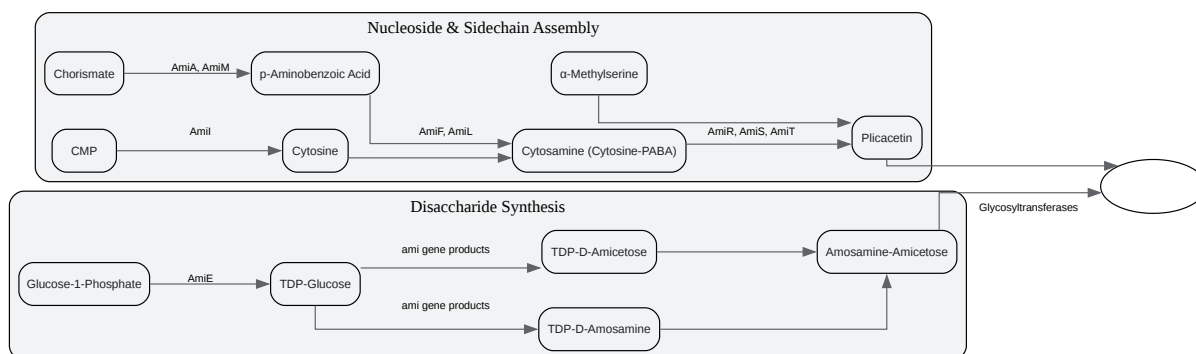 Nucleoside & Sidechain Assembly
Chorismate
AmiA, AmiM
p-Aminobenzoic Acid
α-Methylserine
CMP
AmiI
Cytosine
AmiF, AmiL
Cytosamine (Cytosine-PABA)
AmiR, AmiS, AmiT
Plicacetin
Disaccharide Synthesis
Glycosyltransferases
Glucose-1-Phosphate
AmiE
TDP-Glucose
ami gene products
TDP-D-Amicetose
Amosamine-Amicetose
ami gene products
TDP-D-Amosamine